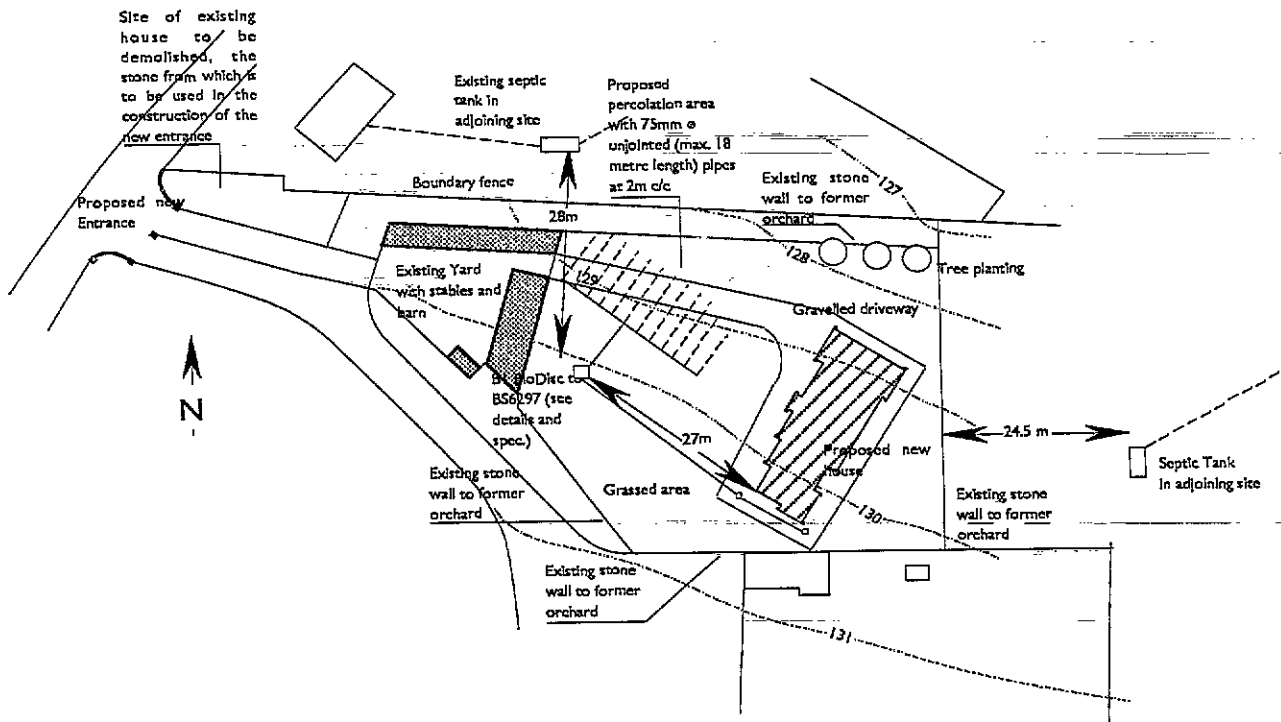 Site of existing
house to be
demolished, the
stone from which is
to be used in the
construction of the
new entrance
Existing septic
tank in
adjoining site
Proposed
percolation area
with 75mm ø
unjointed (max. 18
metre length) pipes
at 2m c/c
Existing stone
wall to former
orchard
127
Boundary fence
Proposed new
Entrance
28m
128
Tree planting
Existing Yard
with stables and
barn
129
Gravelled driveway
N
B1 BioDisc to
BS6297 (see
details and
spec.)
27m
24.5 m
Proposed new
house
Septic Tank
in adjoining site
Existing stone
wall to former
orchard
Grassed area
130
Existing stone
wall to former
orchard
Existing stone
wall to former
orchard
131